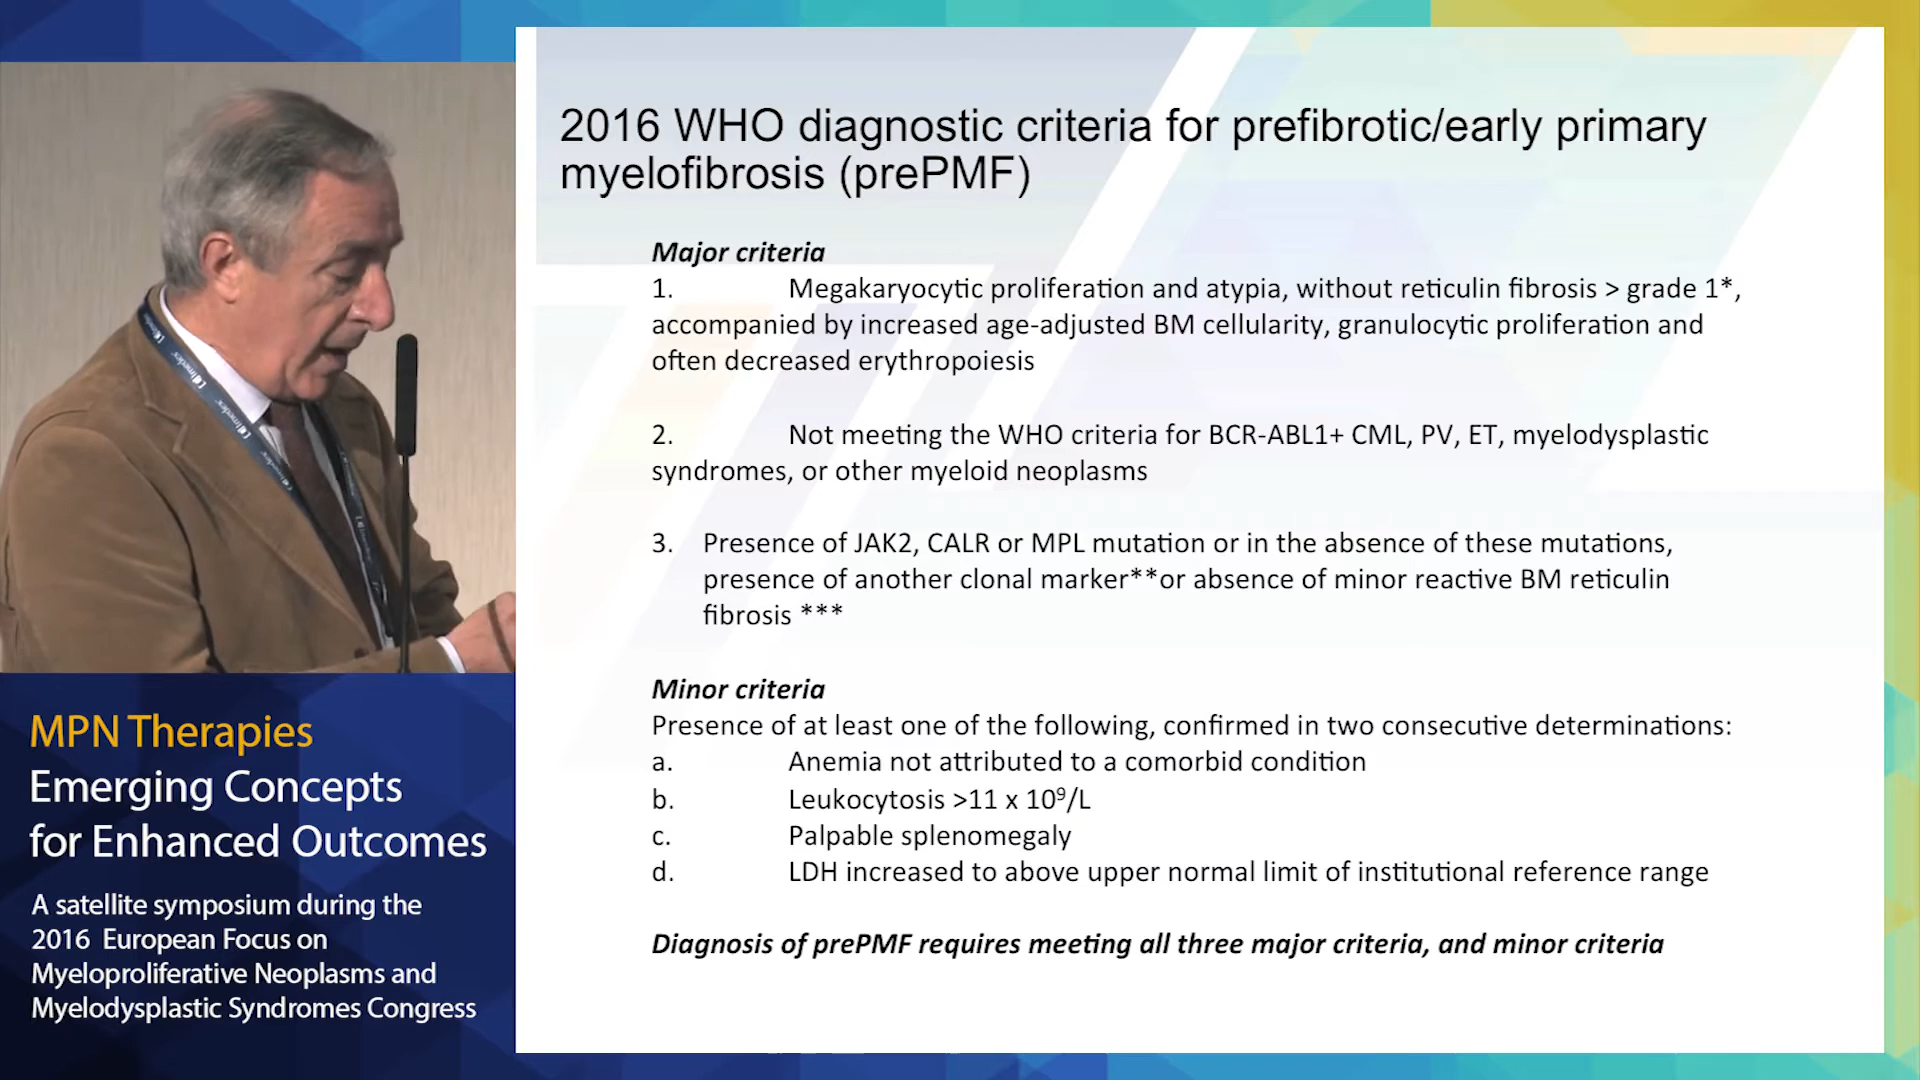 2016 WHO diagnostic criteria for prefibrotic/early primary
myelofibrosis (prePMF)
Major criteria
1. Megakaryocytic proliferation and atypia, without reticulin fibrosis > grade 1*,
accompanied by increased age-adjusted BM cellularity, granulocytic proliferation and
often decreased erythropoiesis
2. Not meeting the WHO criteria for BCR-ABL1+ CML, PV, ET, myelodysplastic
syndromes, or other myeloid neoplasms
3. Presence of JAK2, CALR or MPL mutation or in the absence of these mutations,
presence of another clonal marker**or absence of minor reactive BM reticulin
fibrosis ***
Minor criteria
Presence of at least one of the following, confirmed in two consecutive determinations:
a. Anemia not attributed to a comorbid condition
b. Leukocytosis >11 x 10⁹/L
c. Palpable splenomegaly
d. LDH increased to above upper normal limit of institutional reference range
Diagnosis of prePMF requires meeting all three major criteria, and minor criteria
MPN Therapies
Emerging Concepts
for Enhanced Outcomes
A satellite symposium during the
2016 European Focus on
Myeloproliferative Neoplasms and
Myelodysplastic Syndromes Congress